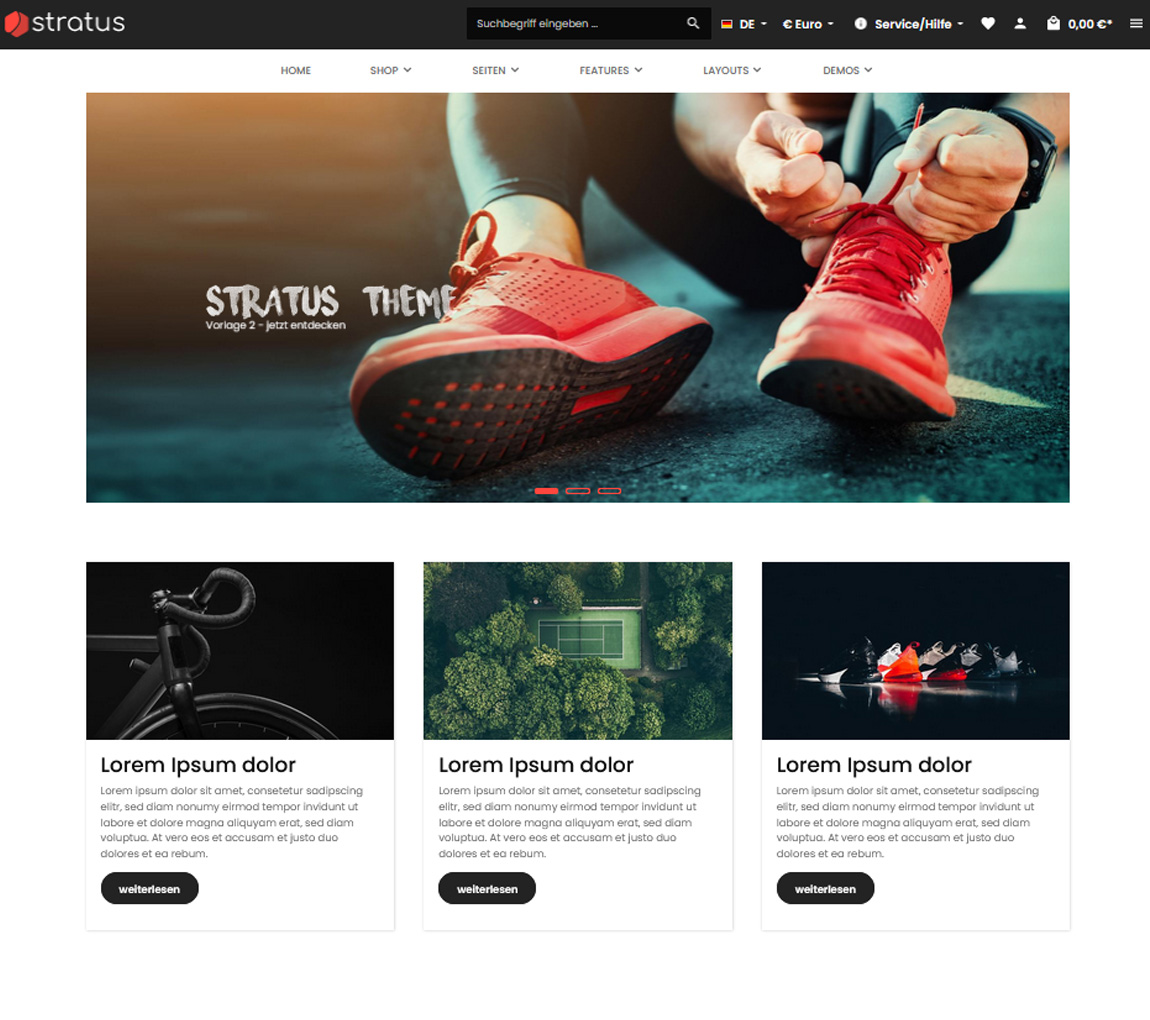 stratus
Suchbegriff eingeben ...
DE
€ Euro
Service/Hilfe
0,00 €*
HOME
SHOP
SEITEN
FEATURES
LAYOUTS
DEMOS
STRATUS THEME
Vorlage 2 - jetzt entdecken
Lorem Ipsum dolor
Lorem ipsum dolor sit amet, consetetur sadipscing
elitr, sed diam nonumy eirmod tempor invidunt ut
labore et dolore magna aliquyam erat, sed diam
voluptua. At vero eos et accusam et justo duo
dolores et ea rebum.
weiterlesen
Lorem Ipsum dolor
Lorem ipsum dolor sit amet, consetetur sadipscing
elitr, sed diam nonumy eirmod tempor invidunt ut
labore et dolore magna aliquyam erat, sed diam
voluptua. At vero eos et accusam et justo duo
dolores et ea rebum.
weiterlesen
Lorem Ipsum dolor
Lorem ipsum dolor sit amet, consetetur sadipscing
elitr, sed diam nonumy eirmod tempor invidunt ut
labore et dolore magna aliquyam erat, sed diam
voluptua. At vero eos et accusam et justo duo
dolores et ea rebum.
weiterlesen